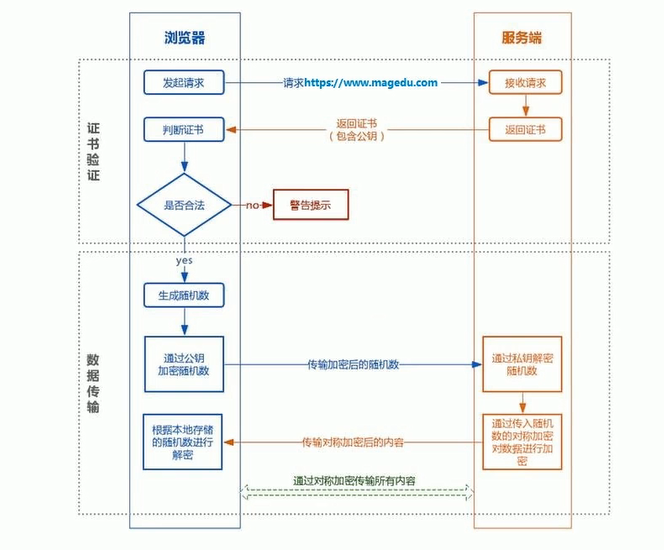 浏览器
服务端
发起请求
请求https://www.magedu.com
接收请求
证书验证
判断证书
返回证书
（包含公钥）
返回证书
是否合法
no
警告提示
yes
生成随机数
数据传输
通过公钥
加密随机数
传输加密后的随机数
通过私钥解密
随机数
根据本地存储
的随机数进行
解密
传输对称加密后的内容
通过传入随机
数的对称加密
对数据进行加
密
通过对称加密传输所有内容